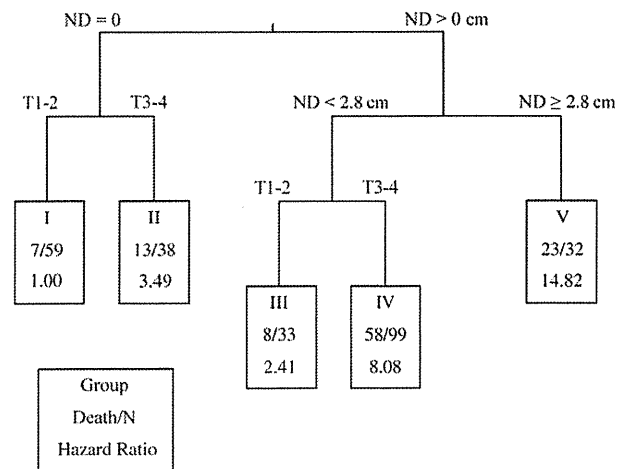 ND = 0
ND > 0 cm
T1-2
T3-4
ND < 2.8 cm
ND ≥ 2.8 cm
T1-2
T3-4
I
7/59
1.00
II
13/38
3.49
V
23/32
14.82
III
8/33
2.41
IV
58/99
8.08
Group
Death/N
Hazard Ratio